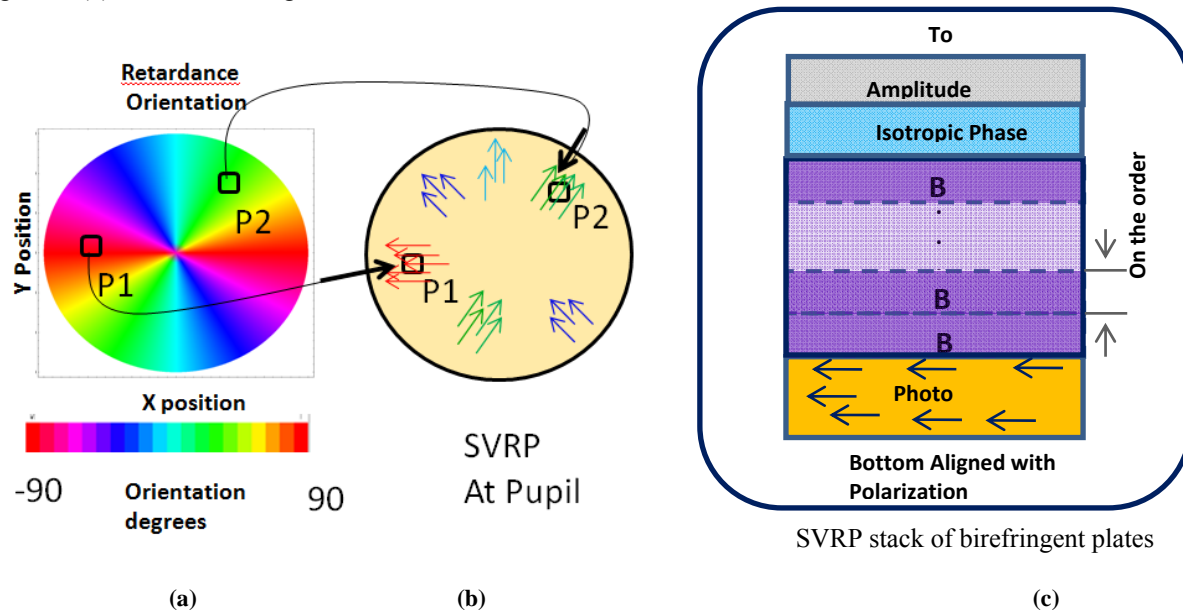 Retardance
Orientation
Y Position
P1
P2
X position
-90
Orientation
degrees
90
P1
P2
SVRP
At Pupil
To
Amplitude
Isotropic Phase
B
B
B
On the order
Photo
Bottom Aligned with
Polarization
SVRP stack of birefringent plates
(a)
(b)
(c)